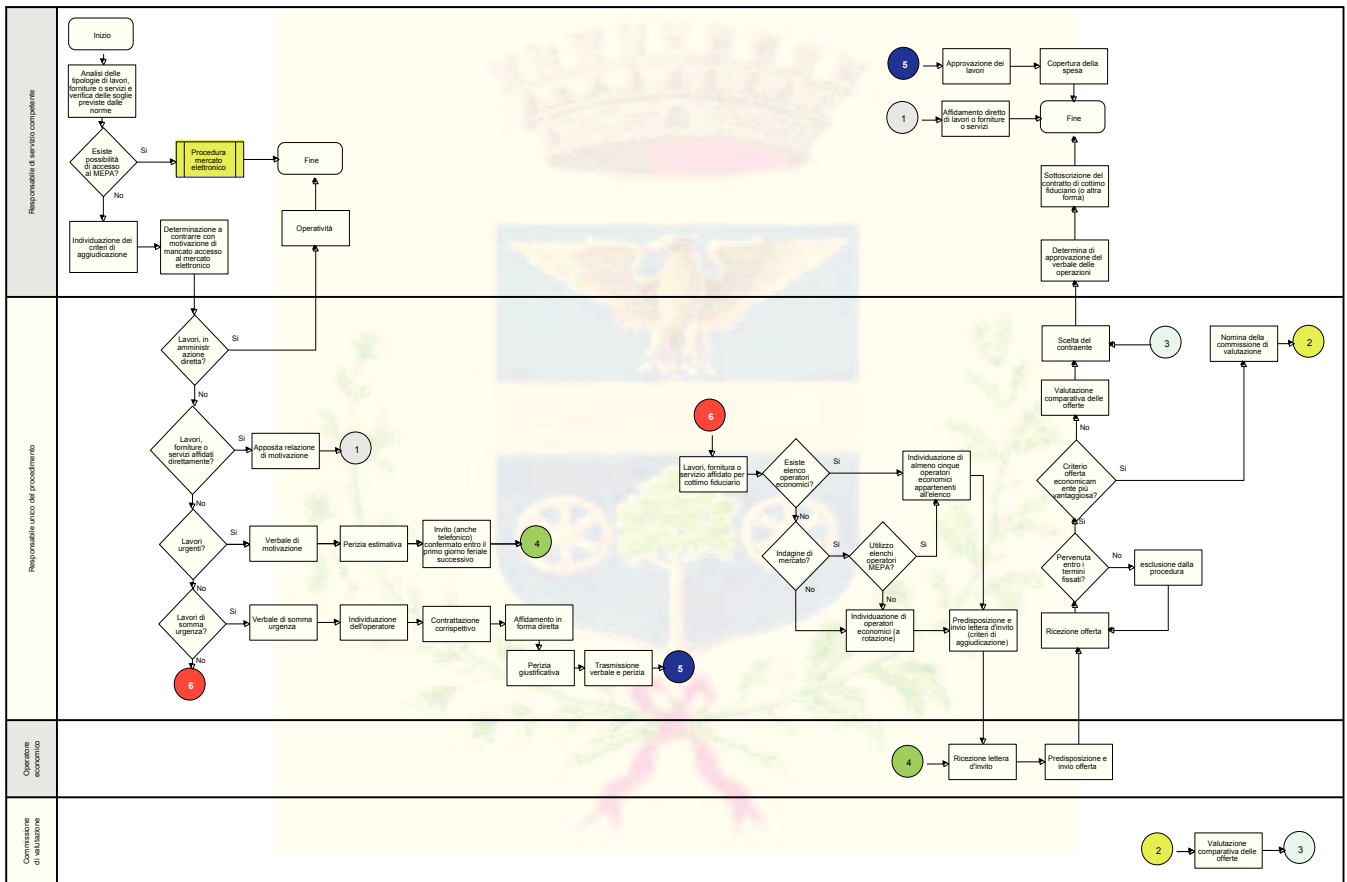 Responsabile di servizio competente
Inizio
Analisi delle
tipologie di lavori,
forniture o servizi e
verifica delle soglie
previste dalle
norme
Esiste
possibilità
di accesso
al MEPA?
Si
Procedura
mercato
elettronico
Fine
No
Individuazione dei
criteri di
aggiudicazione
Determinazione a
contrarre con
motivazione di
mancato accesso
al mercato
elettronico
Operatività
5
Approvazione dei
lavori
Copertura della
spesa
1
Affidamento diretto
di lavori o forniture
o servizi
Fine
Sottoscrizione del
contratto di cottimo
fiduciario (o altra
forma)
Determina di
approvazione del
verbale delle
operazioni
Responsabile unico del procedimento
Lavori, in
amministr
azione
diretta?
Si
No
Lavori,
forniture o
servizi affidati
direttamente?
Si
Apposita relazione
di motivazione
1
No
Lavori
urgenti?
Si
Verbale di
motivazione
Perizia estimativa
Invito (anche
telefonico)
confermato entro il
primo giorno feriale
successivo
4
No
Lavori di
somma
urgenza?
Si
Verbale di somma
urgenza
Individuazione
dell'operatore
Contrattazione
corrispettivo
Affidamento in
forma diretta
Perizia
giustificativa
Trasmissione
verbale e perizia
5
No
6
6
Lavori, fornitura o
servizio affidato per
cottimo fiduciario
Esiste
elenco
operatori
economici?
Si
Individuazione di
almeno cinque
operatori
economici
appartenenti
all'elenco
No
Indagine di
mercato?
Si
Utilizzo
elenchi
operatori
MEPA?
Si
No
No
Individuazione di
operatori
economici (a
rotazione)
Predisposizione e
invio lettera d'invito
(criteri di
aggiudicazione)
Scelta del
contraente
3
Nomina della
commissione di
valutazione
2
Valutazione
comparativa delle
offerte
No
Criterio
offerta
economicam
ente più
vantaggiosa?
Si
Si
Pervenuta
entro i
termini
fissati?
No
esclusione dalla
procedura
Ricezione offerta
Operatore
economico
4
Ricezione lettera
d'invito
Predisposizione e
invio offerta
Commissione
di valutazione
2
Valutazione
comparativa delle
offerte
3